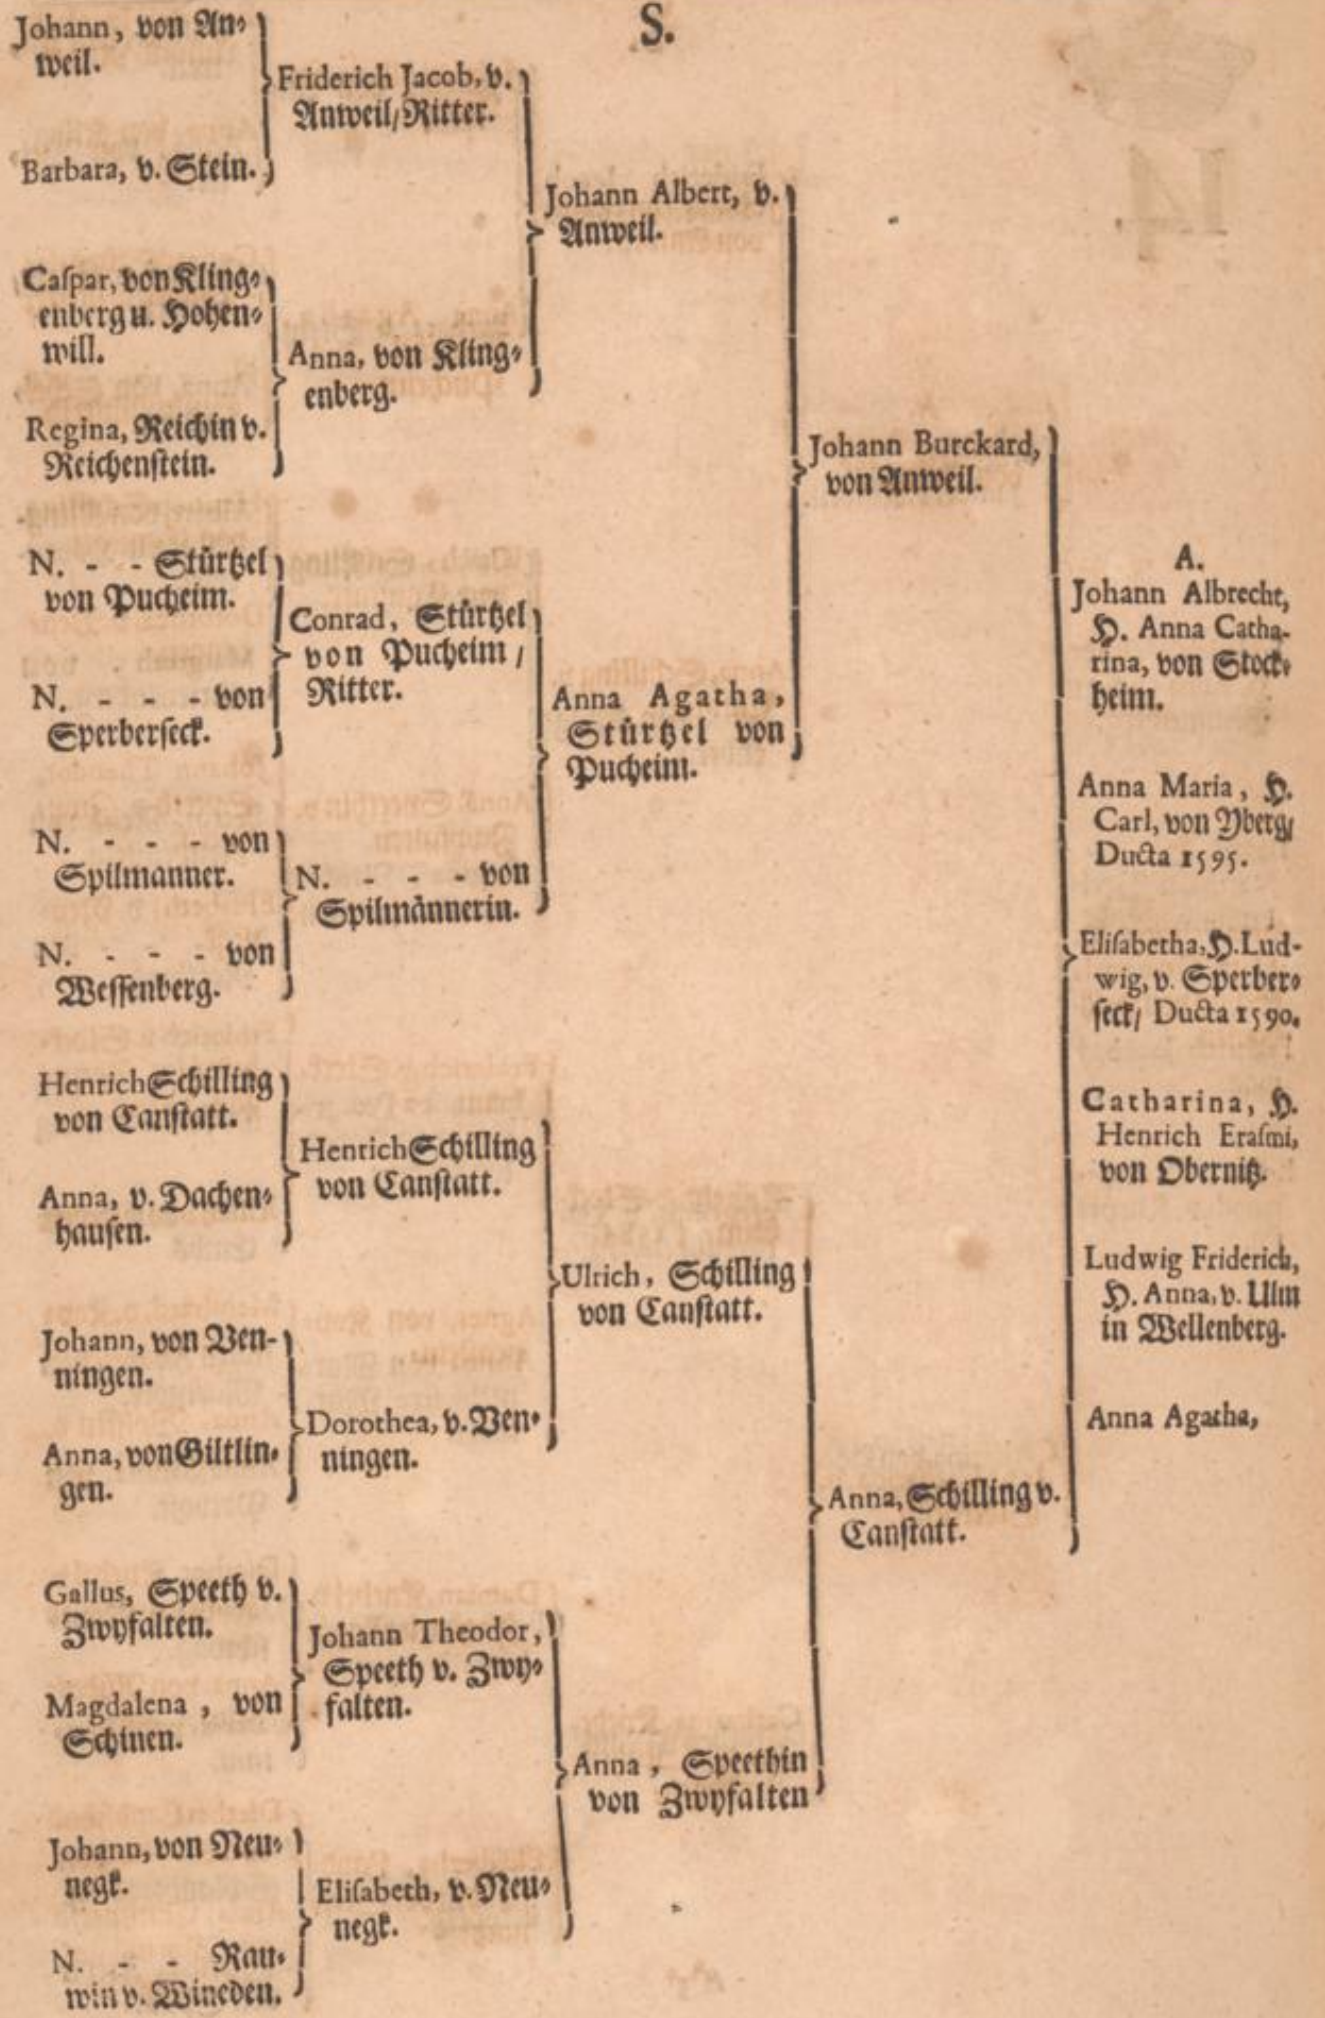 S.
Johann, von An-
weil.
Barbara, v. Stein.
Caſpar, von Kling-
enberg u. Hohen-
will.
Regina, Reichin v.
Reichenſtein.
N. - - Stürtzel
von Pucheim.
N. - - - von
Sperberſeck.
N. - - - von
Spilmanner.
N. - - - von
Weſſenberg.
Henrich Schilling
von Canſtatt.
Anna, v. Dachen-
hauſen.
Johann, von Ven-
ningen.
Anna, von Giltlin-
gen.
Gallus, Speeth v.
Zwyfalten.
Magdalena, von
Schinen.
Johann, von Neu-
negk.
N. - - Rau-
win v. Wineden.
Friderich Jacob, v.
Anweil/ Ritter.
Anna, von Kling-
enberg.
Conrad, Stürtzel
von Pucheim /
Ritter.
N. - - - von
Spilmännerin.
Henrich Schilling
von Canſtatt.
Dorothea, v. Ven-
ningen.
Johann Theodor,
Speeth v. Zwy-
falten.
Eliſabeth, v. Neu-
negk.
Johann Albert, v.
Anweil.
Anna Agatha,
Stürtzel von
Pucheim.
Ulrich, Schilling
von Canſtatt.
Anna, Speethin
von Zwyfalten
Johann Burckard,
von Anweil.
Anna, Schilling v.
Canſtatt.
A.
Johann Albrecht,
H. Anna Catha-
rina, von Stock-
heim.
Anna Maria, H.
Carl, von Yberg/
Ducta 1595.
Eliſabetha, H. Lud-
wig, v. Sperber-
ſeck/ Ducta 1590.
Catharina, H.
Henrich Eraſmi,
von Obernitz.
Ludwig Friderich,
H. Anna, v. Ulm
in Wellenberg.
Anna Agatha,
14